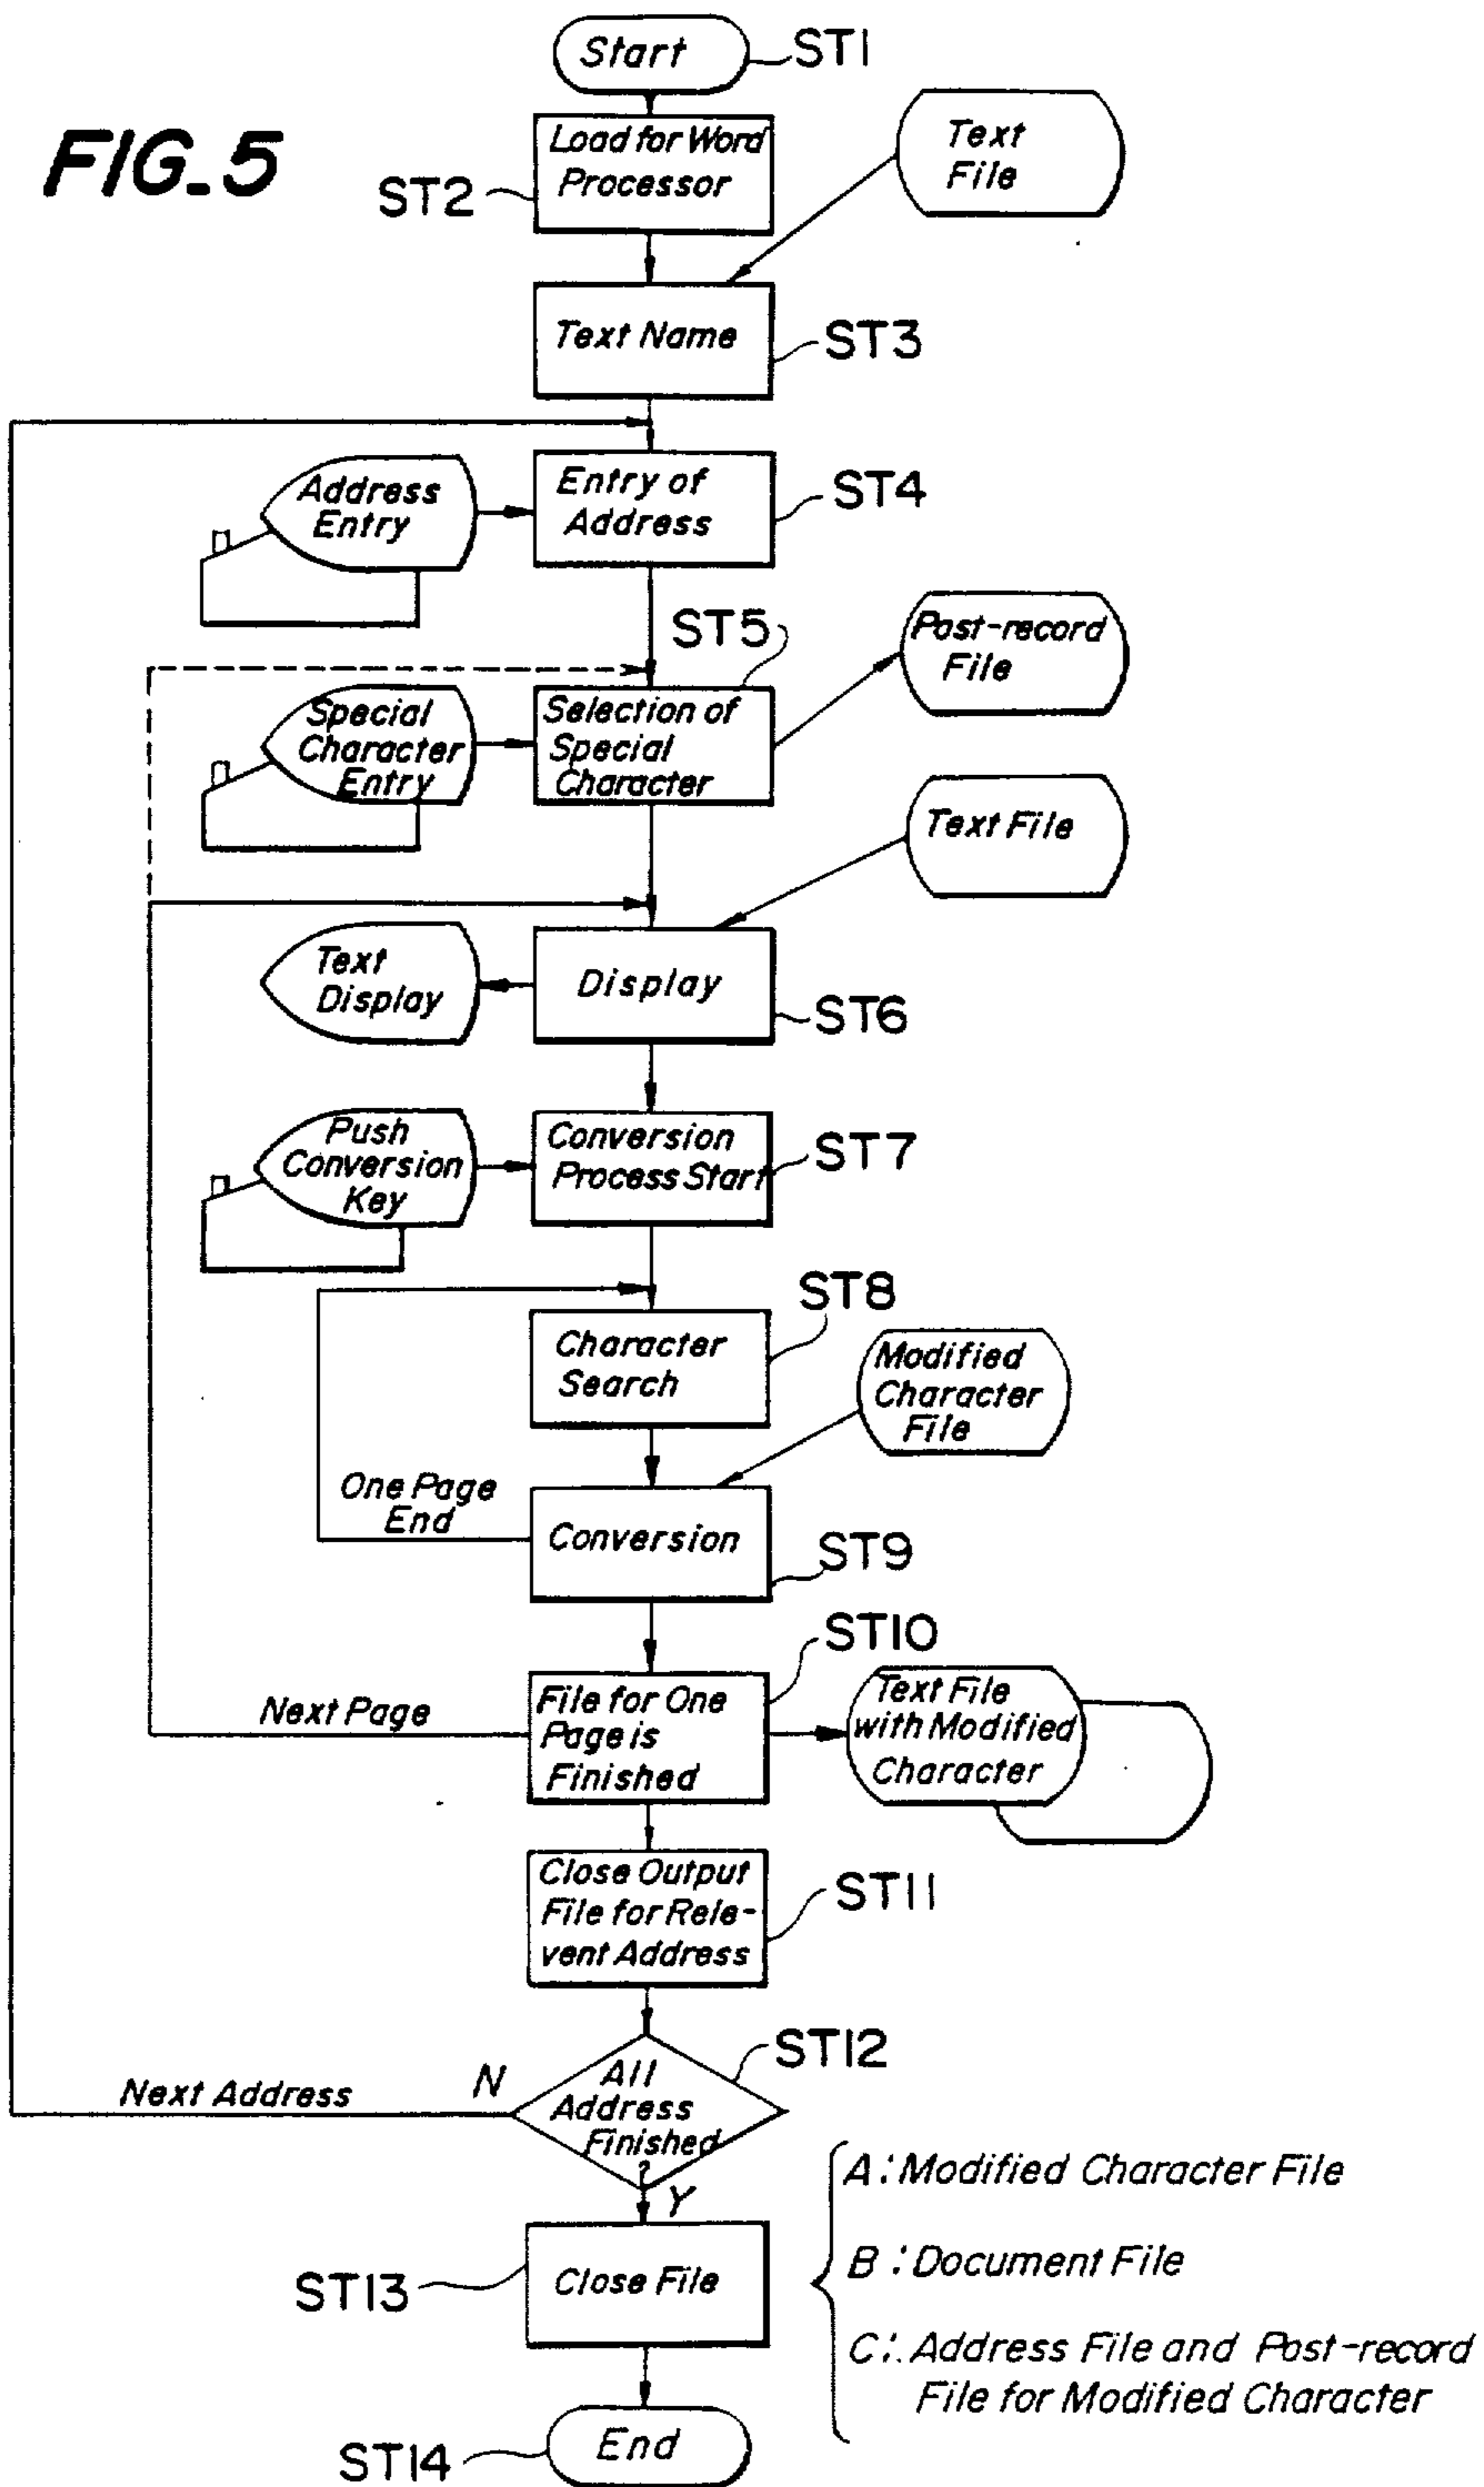 FIG. 5
Start
ST1
Load for Word
Processor
ST2
Text
File
Text Name
ST3
Address
Entry
Entry of
Address
ST4
ST5
Special
Character
Entry
Selection of
Special
Character
Post-record
File
Text File
Text
Display
Display
ST6
Push
Conversion
Key
Conversion
Process Start
ST7
ST8
Character
Search
Modified
Character
File
One Page
End
Conversion
ST9
ST10
Next Page
File for One
Page is
Finished
Text File
with Modified
Character
Close Output
File for Rele-
vent Address
ST11
ST12
Next Address
N
All
Address
Finished
?
Y
ST13
Close File
A: Modified Character File
B: Document File
C: Address File and Post-record
File for Modified Character
ST14
End